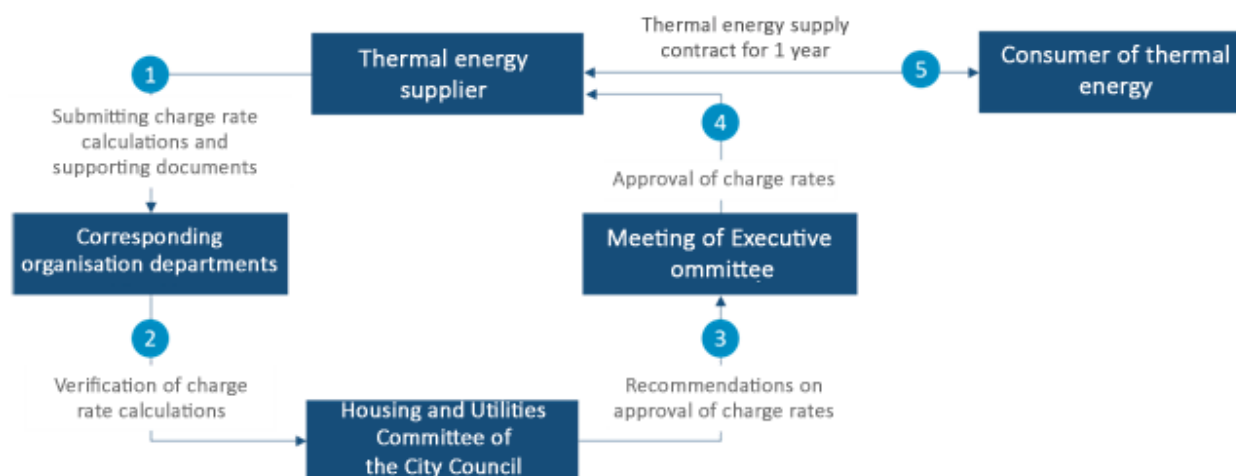 Thermal energy supply
contract for 1 year
Thermal energy
supplier
1
5
Consumer of thermal
energy
Submitting charge rate
calculations and
supporting documents
4
Approval of charge rates
Corresponding
organisation departments
Meeting of Executive
ommittee
2
3
Verification of charge
rate calculations
Housing and Utilities
Committee of
the City Council
Recommendations on
approval of charge rates